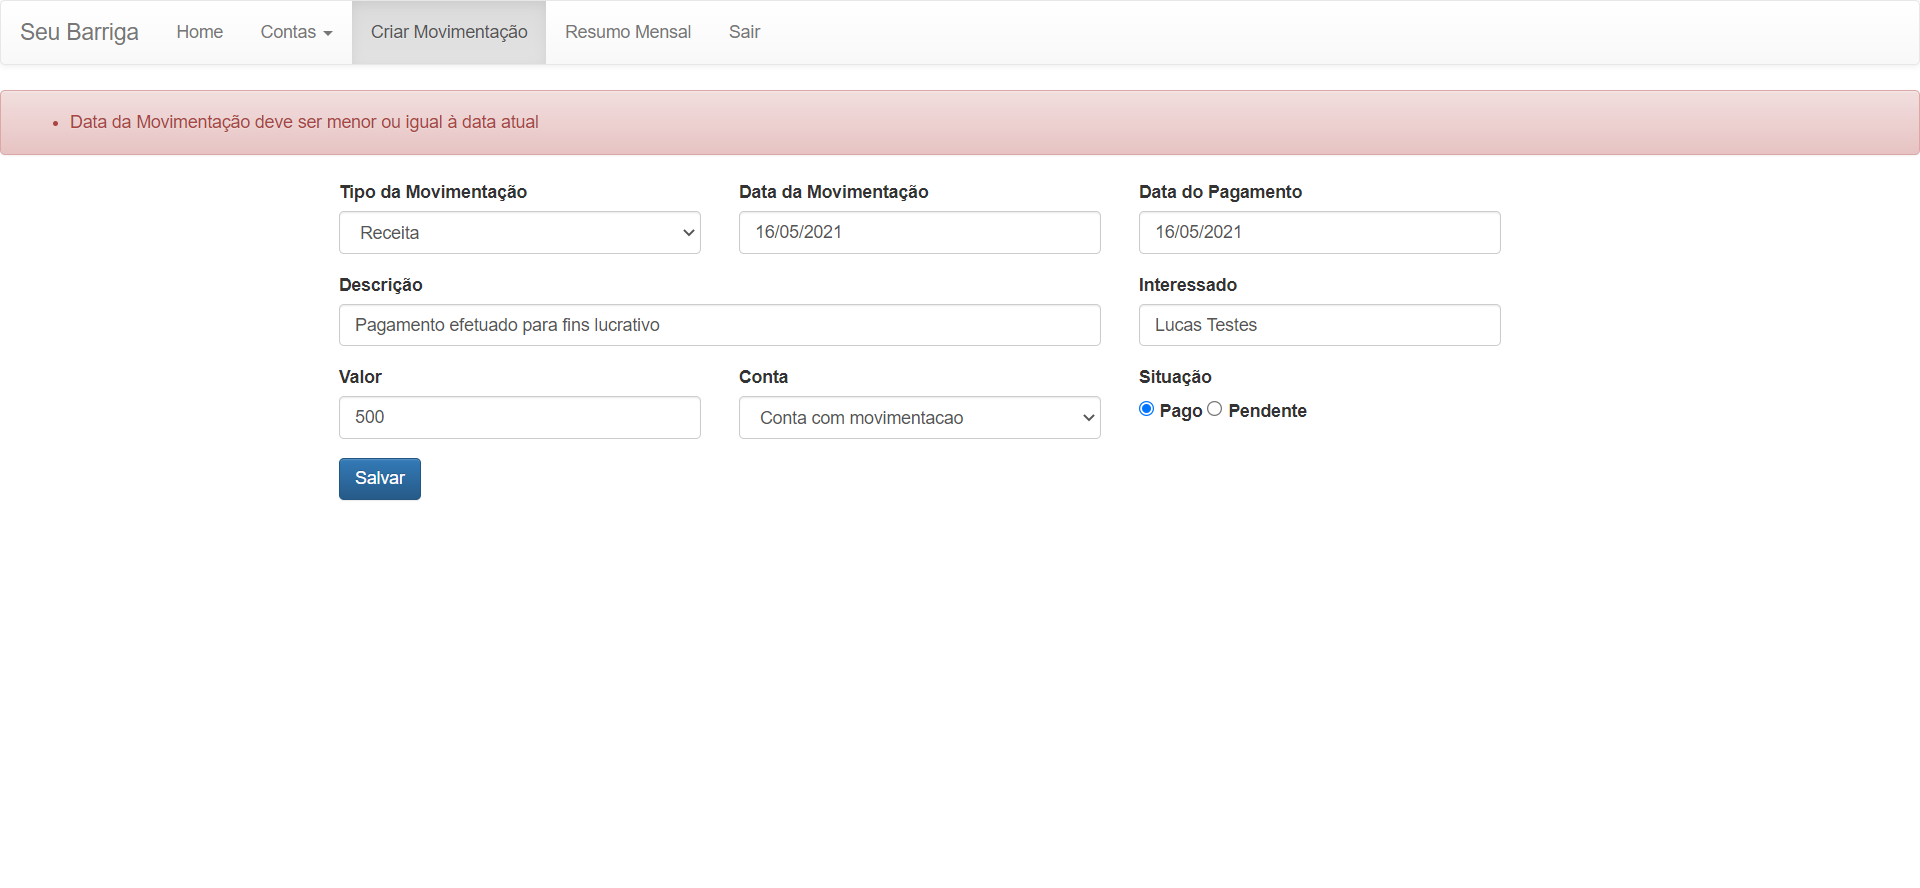 Seu Barriga Home Contas Criar Movimentação Resumo Mensal Sair
Data da Movimentação deve ser menor ou igual à data atual
Tipo da Movimentação Data da Movimentação Data do Pagamento
Receita 16/05/2021 16/05/2021
Descrição Interessado
Pagamento efetuado para fins lucrativo Lucas Testes
Valor Conta Situação
500 Conta com movimentacao Pago Pendente
Salvar